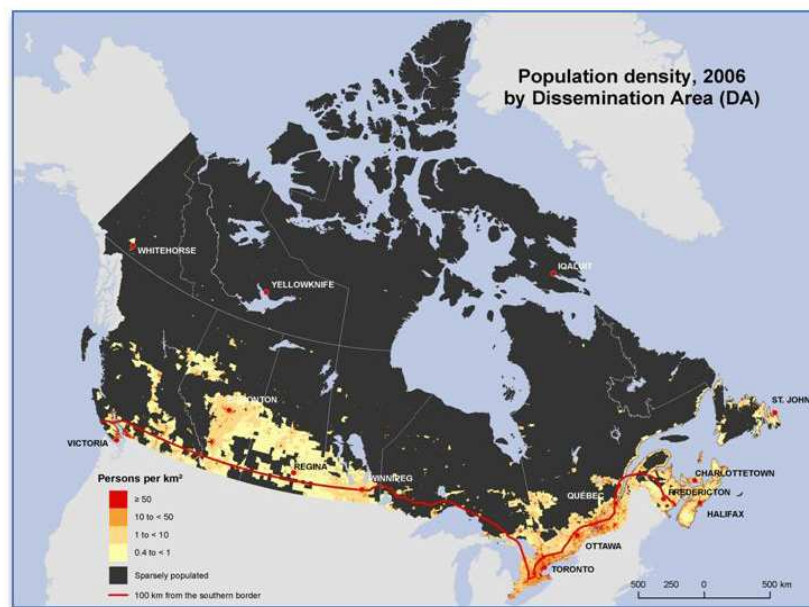 Population density, 2006
by Dissemination Area (DA)
WHITEHORSE
YELLOWKNIFE
IQALUIT
EDMONTON
ST. JOHN
VICTORIA
REGINA
WINNIPEG
CHARLOTTETOWN
QUÉBEC
FREDERICTON
HALIFAX
OTTAWA
TORONTO
Persons per km²
≥ 50
10 to < 50
1 to < 10
0.4 to < 1
Sparsely populated
100 km from the southern border
500 250 0 500 km